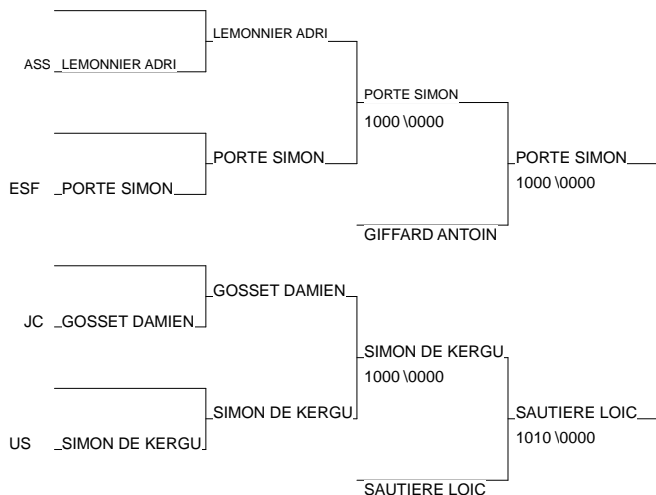 LEMONNIER ADRI
ASS LEMONNIER ADRI
PORTE SIMON
1000 \0000
PORTE SIMON
PORTE SIMON
1000 \0000
ESF PORTE SIMON
GIFFARD ANTOIN
GOSSET DAMIEN
JC GOSSET DAMIEN
SIMON DE KERGU
1000 \0000
SIMON DE KERGU
SAUTIERE LOIC
1010 \0000
US SIMON DE KERGU
SAUTIERE LOIC